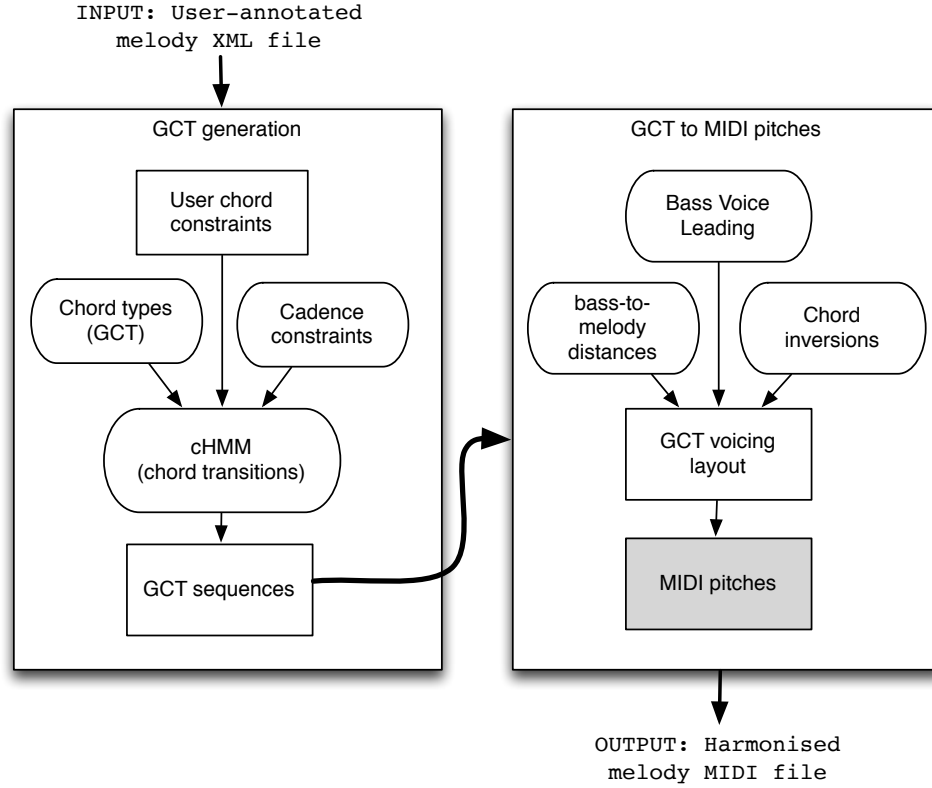 INPUT: User-annotated
melody XML file
GCT generation
User chord
constraints
Chord types
(GCT)
Cadence
constraints
cHMM
(chord transitions)
GCT sequences
GCT to MIDI pitches
Bass Voice
Leading
bass-to-
melody
distances
Chord
inversions
GCT voicing
layout
MIDI pitches
OUTPUT: Harmonised
melody MIDI file